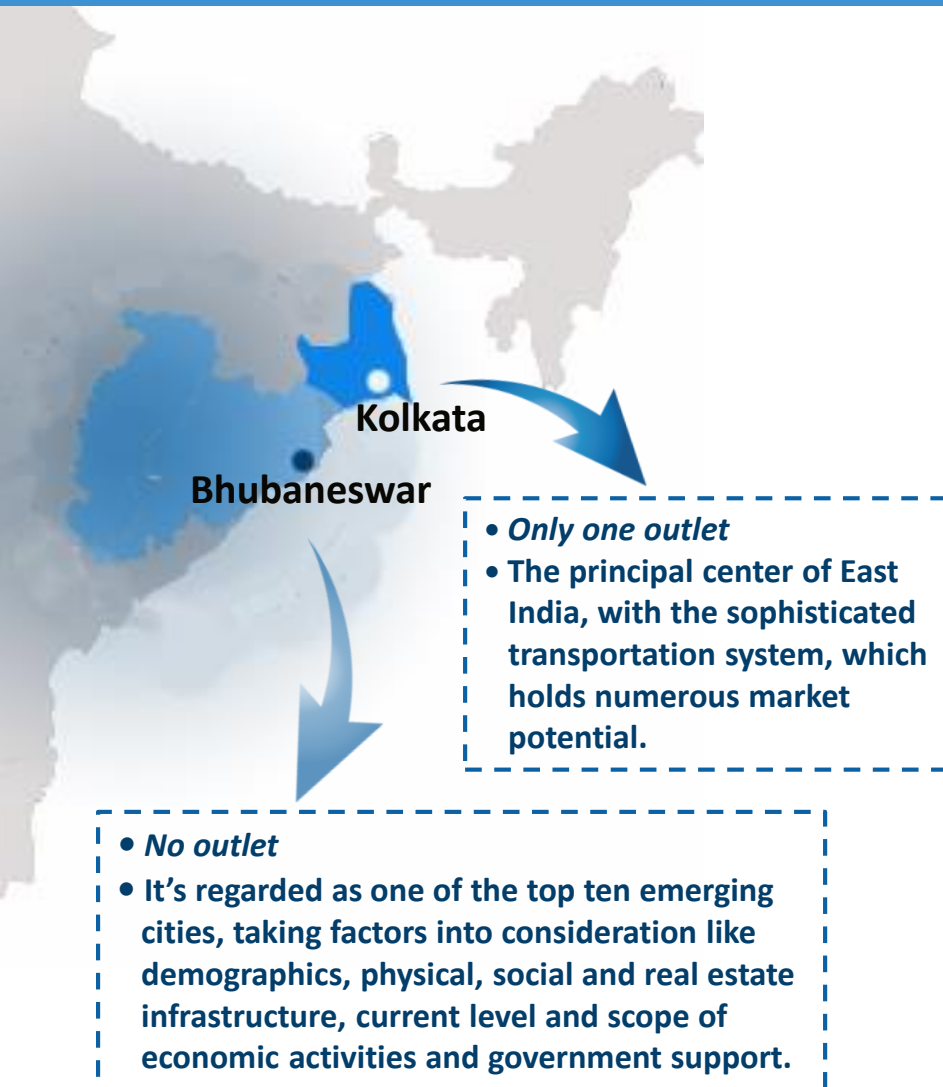 Kolkata
Bhubaneswar
• Only one outlet
• The principal center of East
India, with the sophisticated
transportation system, which
holds numerous market
potential.
• No outlet
• It’s regarded as one of the top ten emerging
cities, taking factors into consideration like
demographics, physical, social and real estate
infrastructure, current level and scope of
economic activities and government support.